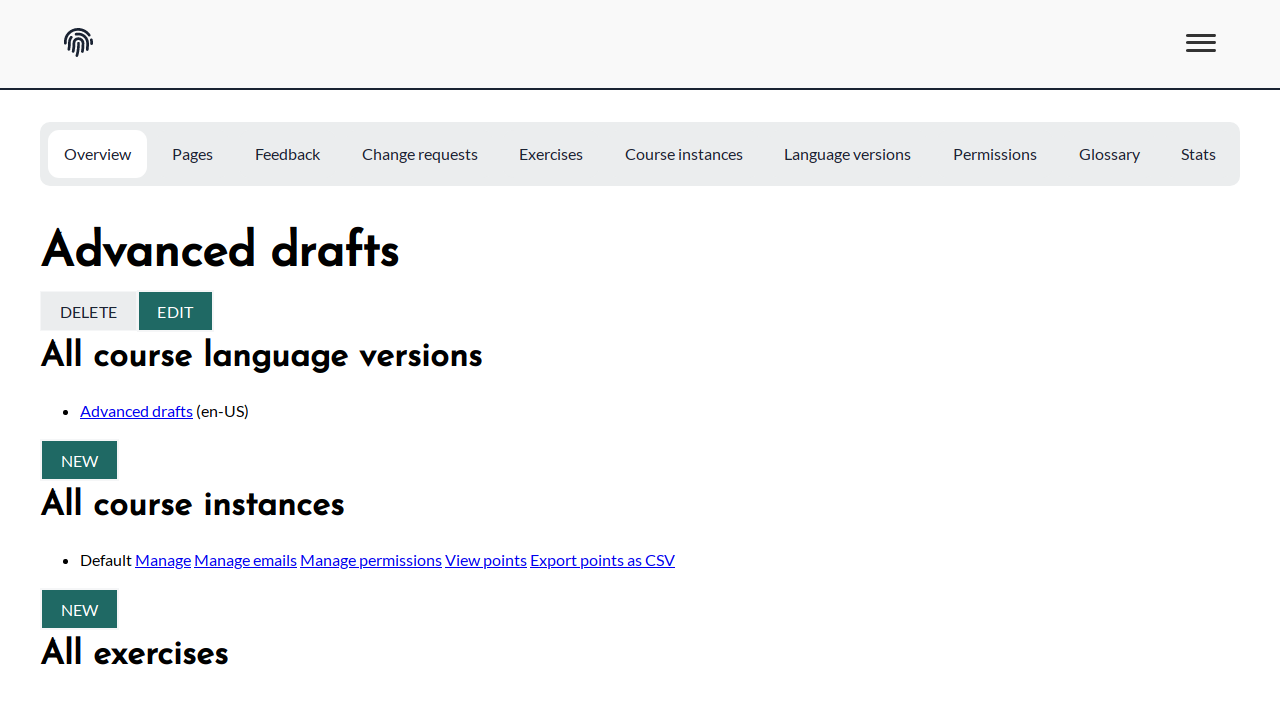 Overview Pages Feedback Change requests Exercises Course instances Language versions Permissions Glossary Stats
Advanced drafts
DELETE EDIT
All course language versions
Advanced drafts (en-US)
NEW
All course instances
Default Manage Manage emails Manage permissions View points Export points as CSV
NEW
All exercises